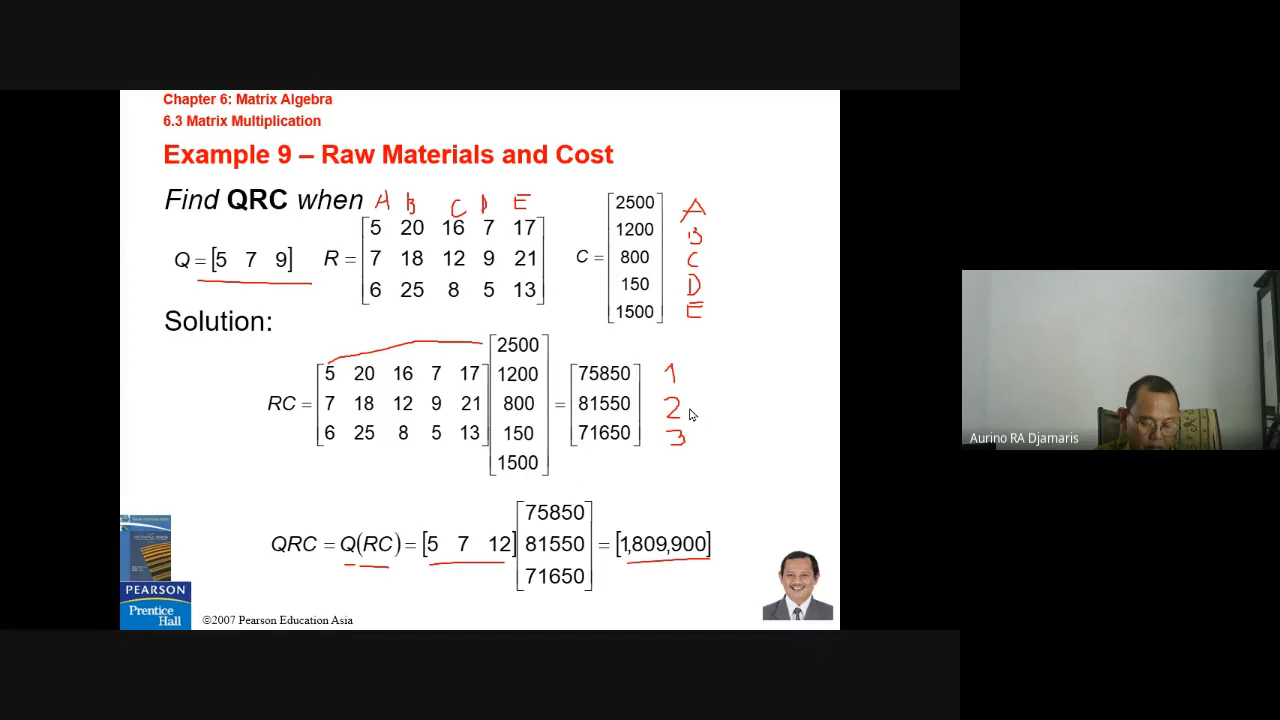 Chapter 6: Matrix Algebra
6.3 Matrix Multiplication
Example 9 – Raw Materials and Cost
Find QRC when
A B C D E
Q = [5 7 9]
R = [5 20 16 7 17
7 18 12 9 21
6 25 8 5 13]
C = [2500 A
1200 B
800 C
150 D
1500] E
Solution:
RC = [5 20 16 7 17
7 18 12 9 21
6 25 8 5 13]
[2500
1200
800
150
1500]
= [75850 1
81550 2
71650] 3
QRC = Q(RC) = [5 7 12]
[75850
81550
71650]
= [1,809,900]
PEARSON
Prentice
Hall
©2007 Pearson Education Asia
Aurino RA Djamaris